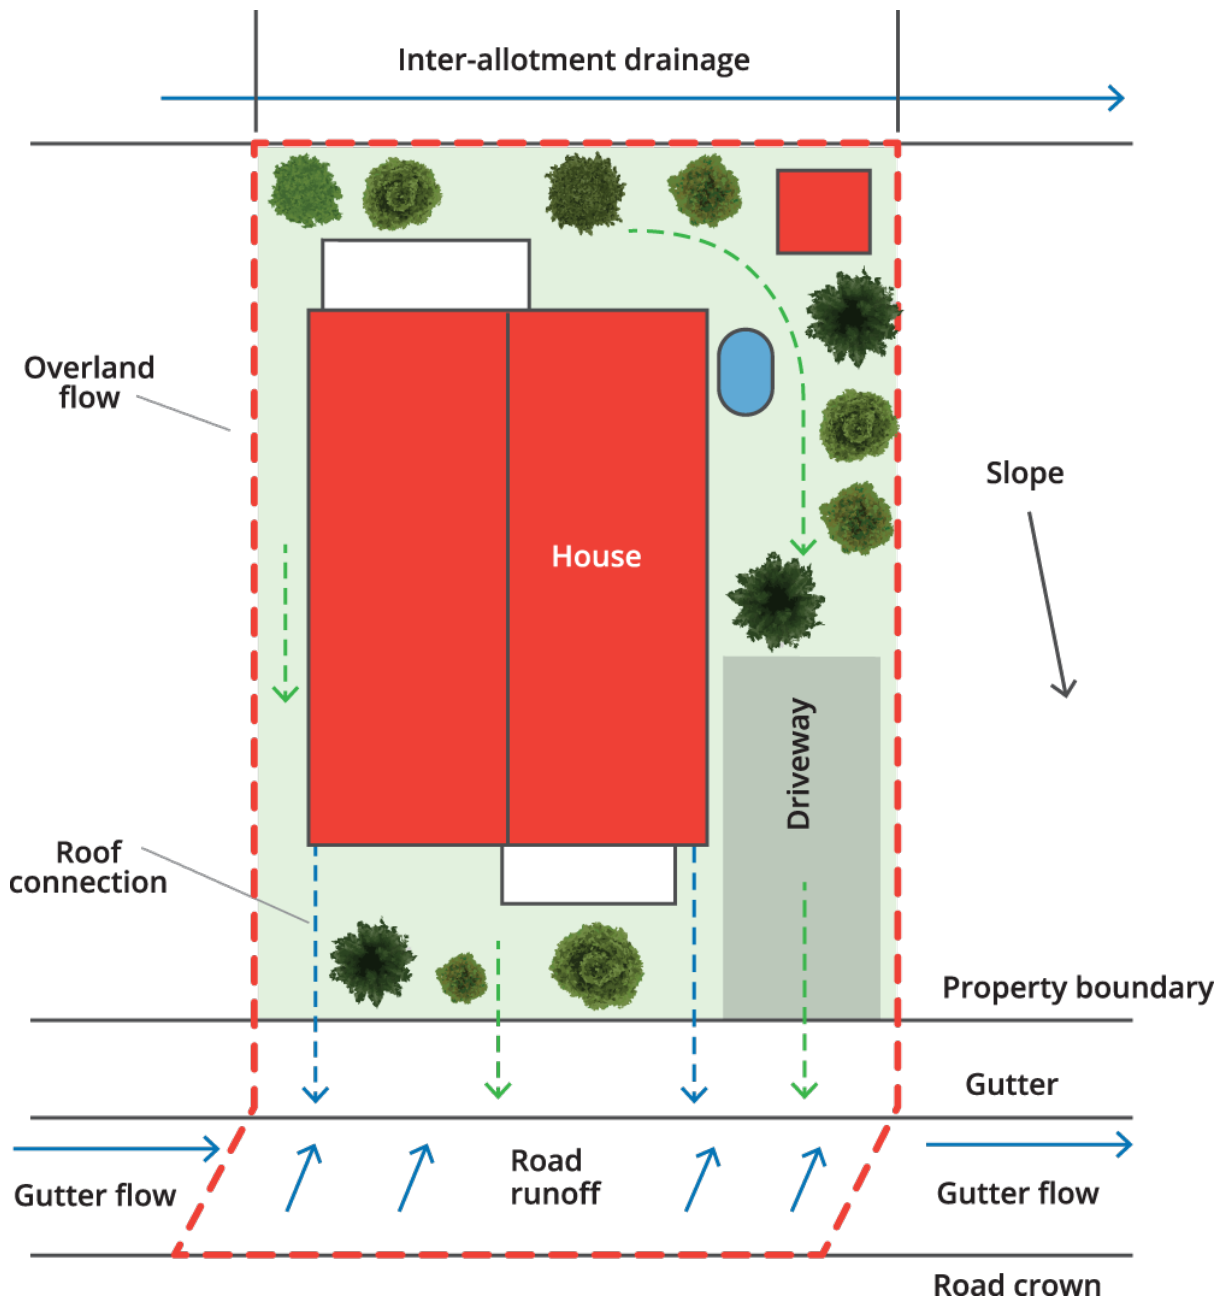 Inter-allotment drainage
Overland
flow
Slope
House
Driveway
Roof
connection
Property boundary
Gutter
Road
runoff
Gutter flow
Gutter flow
Road crown